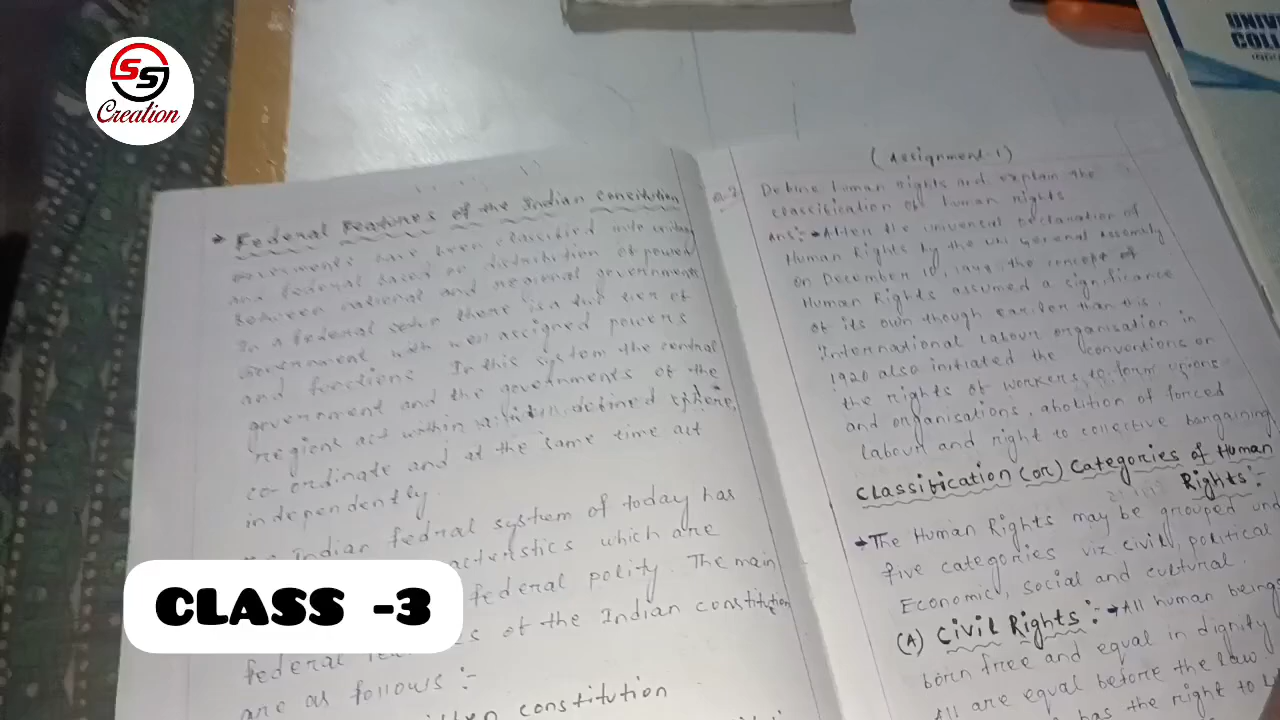 SS
Creation
UNIV
COLL
Federal Features of the Indian Consitution
Goverments have been classified into unitary
and federal based on distribution of power
between national and regional governments
In a federal setup there is a two tier of
Government with well assigned powers
and functions In this system the central
government and the governments of the
regions act within defined sphere,
co-ordinate and at the same time act
independently
Indian federal system of today has
acteristics which are
federal polity. The main
federal of the Indian constitution
are as follows :-
constitution
(Assignment-1)
Define human rights and explain the
classification of human rights
Ans:- After the universal declaration of
Human Rights by the UN General Assembly
on December 10, 1948, the concept of
Human Rights assumed a significance
of its own though earlier than this.
International Labour organisation in
1920 also initiated the conventions on
the rights of workers to form unions
and organisations, abolition of forced
labour and right to collective bargaining
Classification (or) Categories of Human
Rights:-
The Human Rights may be grouped und
five categories viz civil, political
Economic, social and cultural.
(A) Civil Rights:- All human beings
born free and equal in dignity
All are equal before the law
has the right to
CLASS -3